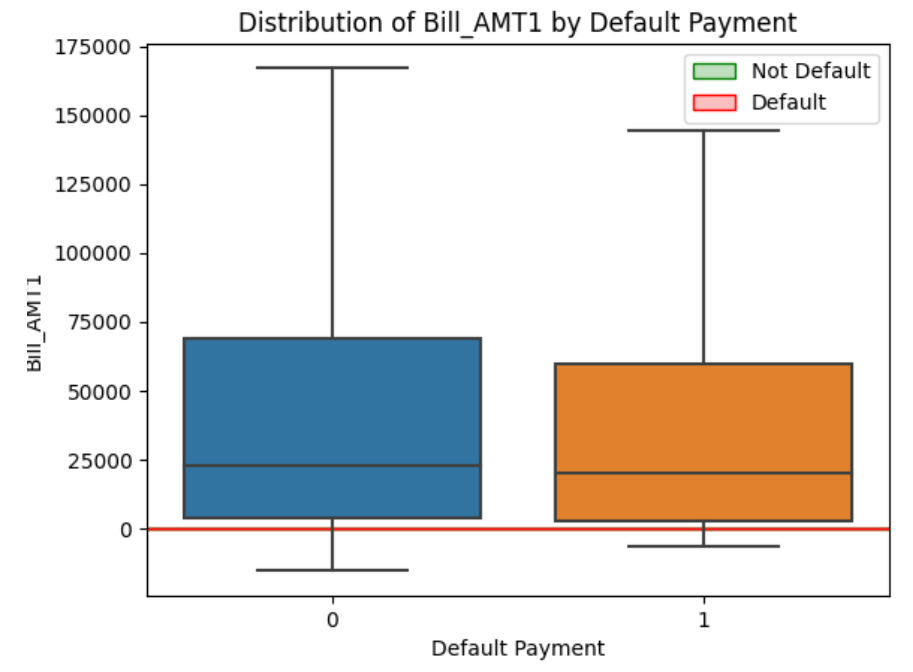 Distribution of Bill_AMT1 by Default Payment
175000
150000
125000
100000
75000
50000
25000
0
Bill_AMT1
Not Default
Default
0
1
Default Payment